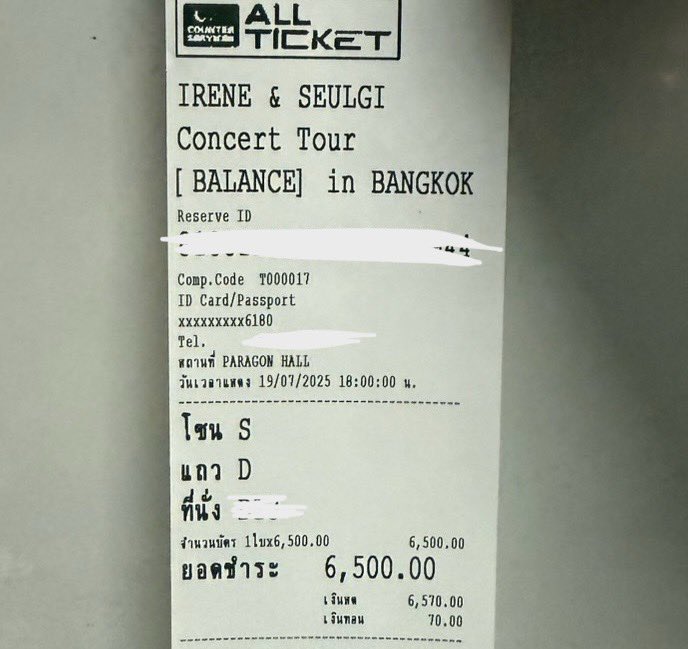 COUNTER
SERVICE
ALL
TICKET
IRENE & SEULGI
Concert Tour
[ BALANCE] in BANGKOK
Reserve ID
44
Comp.Code T000017
ID Card/Passport
xxxxxxxxx6180
Tel.
สถานที่ PARAGON HALL
วันเวลาแสดง 19/07/2025 18:00:00 น.
โซน S
แถว D
ที่นั่ง
จำนวนบัตร 1ใบx6,500.00 6,500.00
ยอดชำระ 6,500.00
เงินสด 6,570.00
เงินทอน 70.00